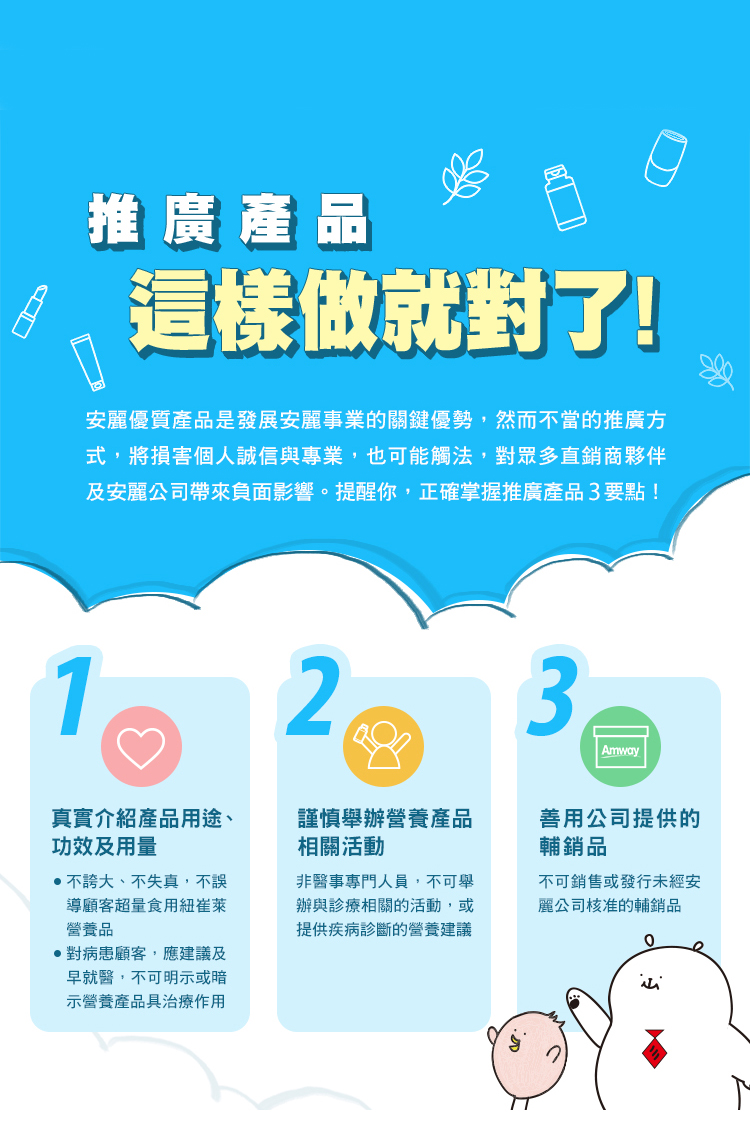 推廣產品
這樣做就對了!
安麗優質產品是發展安麗事業的關鍵優勢，然而不當的推廣方
式，將損害個人誠信與專業，也可能觸法，對眾多直銷商夥伴
及安麗公司帶來負面影響。提醒你，正確掌握推廣產品3要點！
1
真實介紹產品用途、
功效及用量
• 不誇大、不失真，不誤
導顧客超量食用紐崔萊
營養品
• 對病患顧客，應建議及
早就醫，不可明示或暗
示營養產品具治療作用
2
謹慎舉辦營養產品
相關活動
非醫事專門人員，不可舉
辦與診療相關的活動，或
提供疾病診斷的營養建議
3
Amway
善用公司提供的
輔銷品
不可銷售或發行未經安
麗公司核准的輔銷品